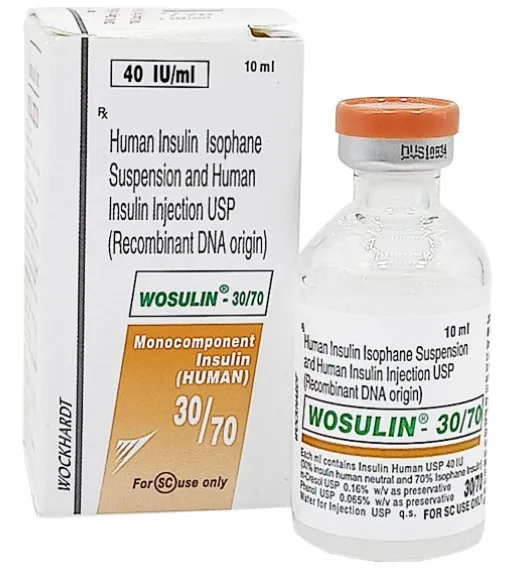 40 IU/ml
10 ml
Rx
Human Insulin Isophane
Suspension and Human
Insulin Injection USP
(Recombinant DNA origin)
WOSULIN®- 30/70
Monocomponent
Insulin
(HUMAN)
30/70
For SC use only
WOCKHARDT
10 ml
Human Insulin Isophane Suspension
and Human Insulin Injection USP
(Recombinant DNA origin)
WOSULIN®- 30/70
Each ml contains Insulin Human USP 40 IU
(30% insulin human neutral and 70% Isophane Insulin)
m-Cresol USP 0.16% w/v as preservative
Phenol USP 0.065% w/v as preservative
30/70
Water for Injection USP q.s. FOR SC USE ONLY
WOCKHARDT